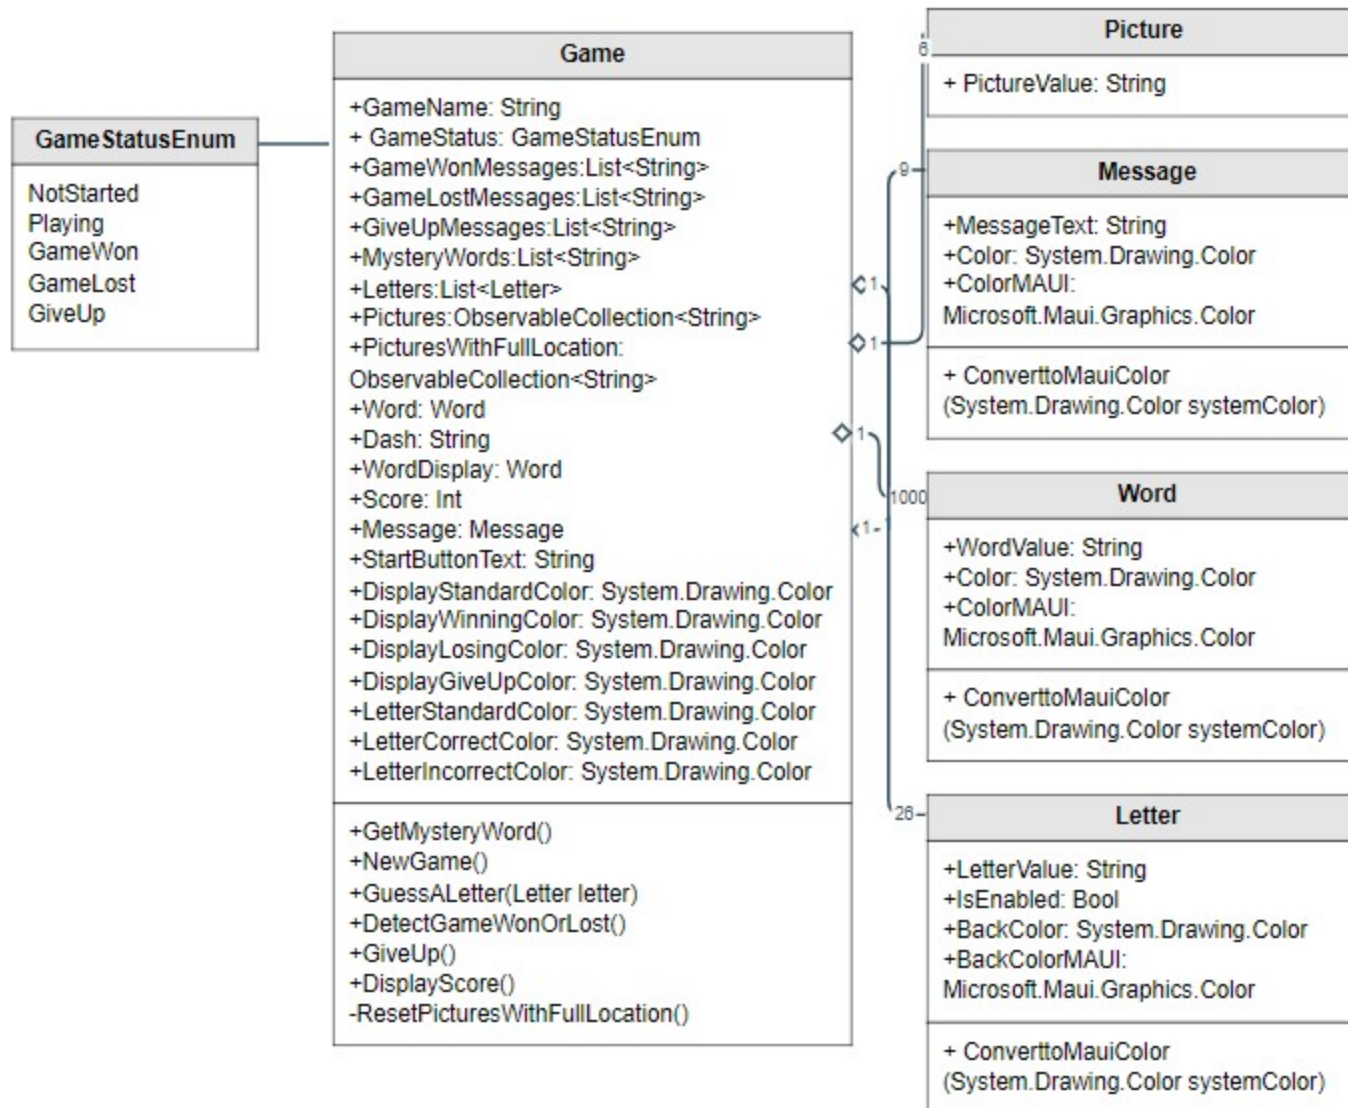 GameStatusEnum
NotStarted
Playing
GameWon
GameLost
GiveUp
Game
+GameName: String
+ GameStatus: GameStatusEnum
+GameWonMessages:List<String>
+GameLostMessages:List<String>
+GiveUpMessages:List<String>
+MysteryWords:List<String>
+Letters:List<Letter>
+Pictures:ObservableCollection<String>
+PicturesWithFullLocation:
ObservableCollection<String>
+Word: Word
+Dash: String
+WordDisplay: Word
+Score: Int
+Message: Message
+StartButtonText: String
+DisplayStandardColor: System.Drawing.Color
+DisplayWinningColor: System.Drawing.Color
+DisplayLosingColor: System.Drawing.Color
+DisplayGiveUpColor: System.Drawing.Color
+LetterStandardColor: System.Drawing.Color
+LetterCorrectColor: System.Drawing.Color
+LetterIncorrectColor: System.Drawing.Color
+GetMysteryWord()
+NewGame()
+GuessALetter(Letter letter)
+DetectGameWonOrLost()
+GiveUp()
+DisplayScore()
-ResetPicturesWithFullLocation()
1
1
1
1
6
9
1000
26
Picture
+ PictureValue: String
Message
+MessageText: String
+Color: System.Drawing.Color
+ColorMAUI:
Microsoft.Maui.Graphics.Color
+ ConverttoMauiColor
(System.Drawing.Color systemColor)
Word
+WordValue: String
+Color: System.Drawing.Color
+ColorMAUI:
Microsoft.Maui.Graphics.Color
+ ConverttoMauiColor
(System.Drawing.Color systemColor)
Letter
+LetterValue: String
+IsEnabled: Bool
+BackColor: System.Drawing.Color
+BackColorMAUI:
Microsoft.Maui.Graphics.Color
+ ConverttoMauiColor
(System.Drawing.Color systemColor)